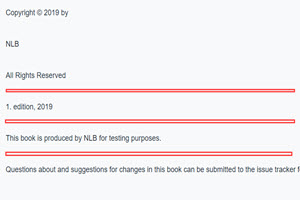 Copyright © 2019 by
NLB
All Rights Reserved
1. edition, 2019
This book is produced by NLB for testing purposes.
Questions about and suggestions for changes in this book can be submitted to the issue tracker